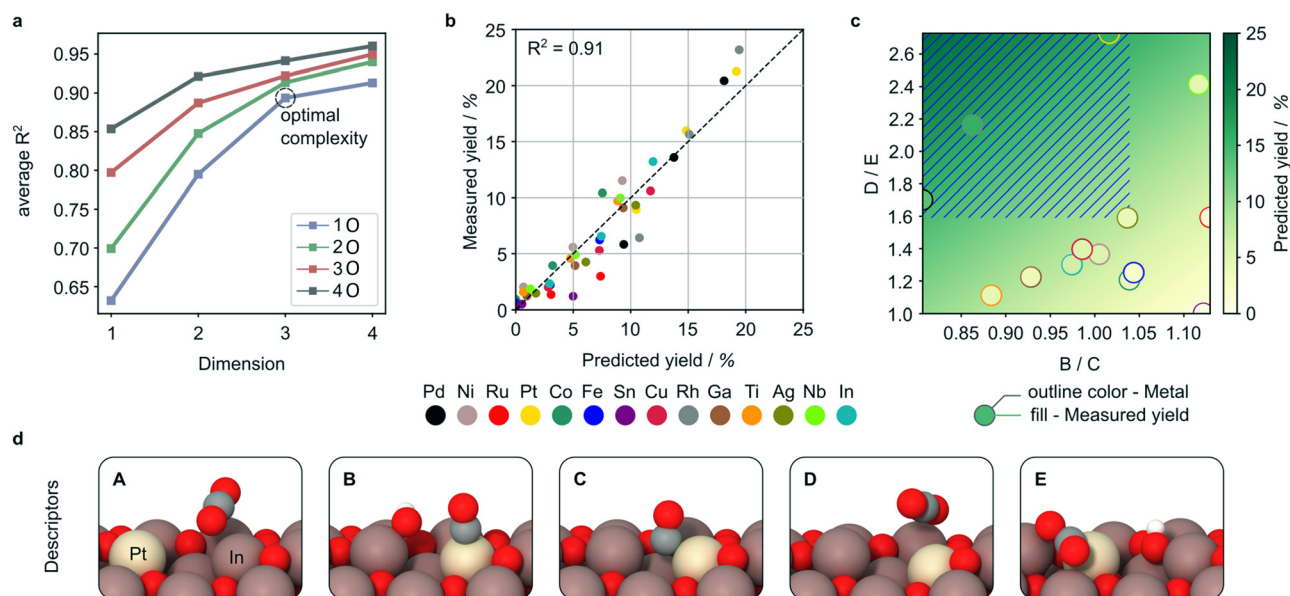 a
0.95
0.90
0.85
0.80
0.75
0.70
0.65
average R²
optimal
complexity
1 O
2 O
3 O
4 O
1 2 3 4
Dimension
b
R² = 0.91
25
20
15
10
5
0
Measured yield / %
0 5 10 15 20 25
Predicted yield / %
c
2.6
2.4
2.2
2.0
1.8
1.6
1.4
1.2
1.0
D / E
0.85 0.90 0.95 1.00 1.05 1.10
B / C
25
20
15
10
5
0
Predicted yield / %
Pd Ni Ru Pt Co Fe Sn Cu Rh Ga Ti Ag Nb In
outline color - Metal
fill - Measured yield
d
Descriptors
A
Pt
In
B
C
D
E